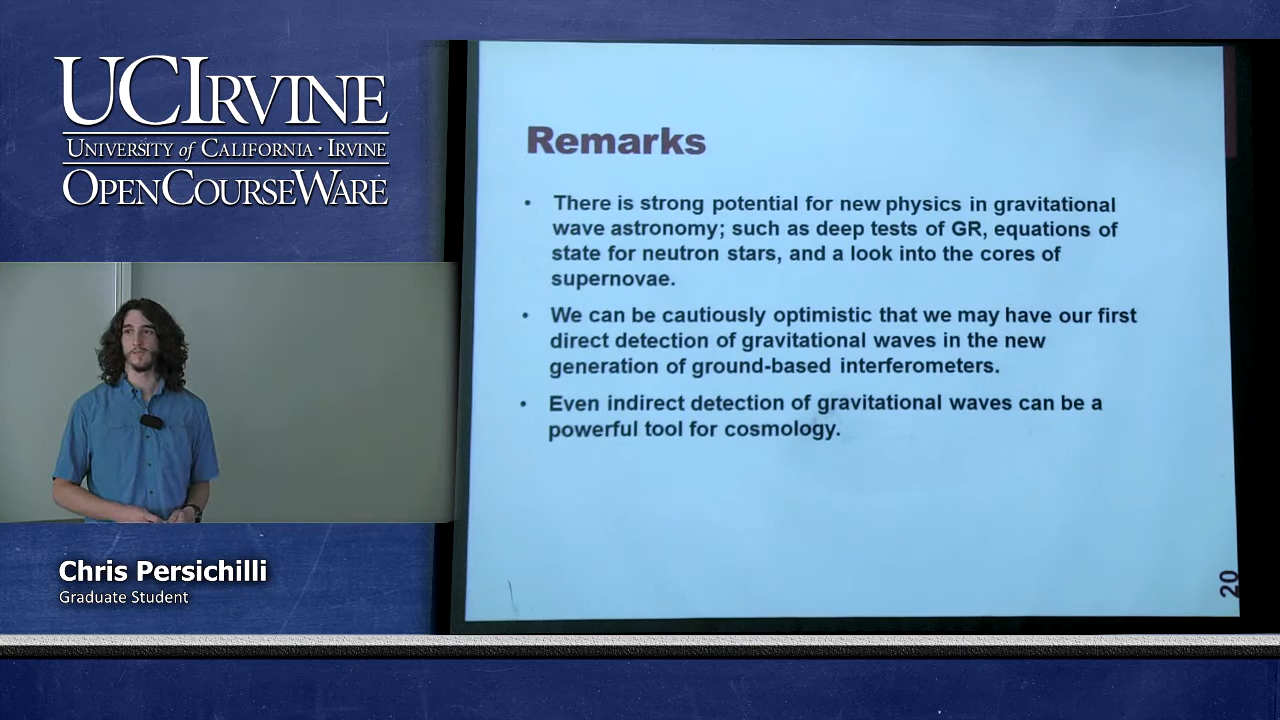 UCIRVINE
UNIVERSITY of CALIFORNIA · IRVINE
OPENCOURSEWARE
Remarks
• There is strong potential for new physics in gravitational
wave astronomy; such as deep tests of GR, equations of
state for neutron stars, and a look into the cores of
supernovae.
• We can be cautiously optimistic that we may have our first
direct detection of gravitational waves in the new
generation of ground-based interferometers.
• Even indirect detection of gravitational waves can be a
powerful tool for cosmology.
20
Chris Persichilli
Graduate Student